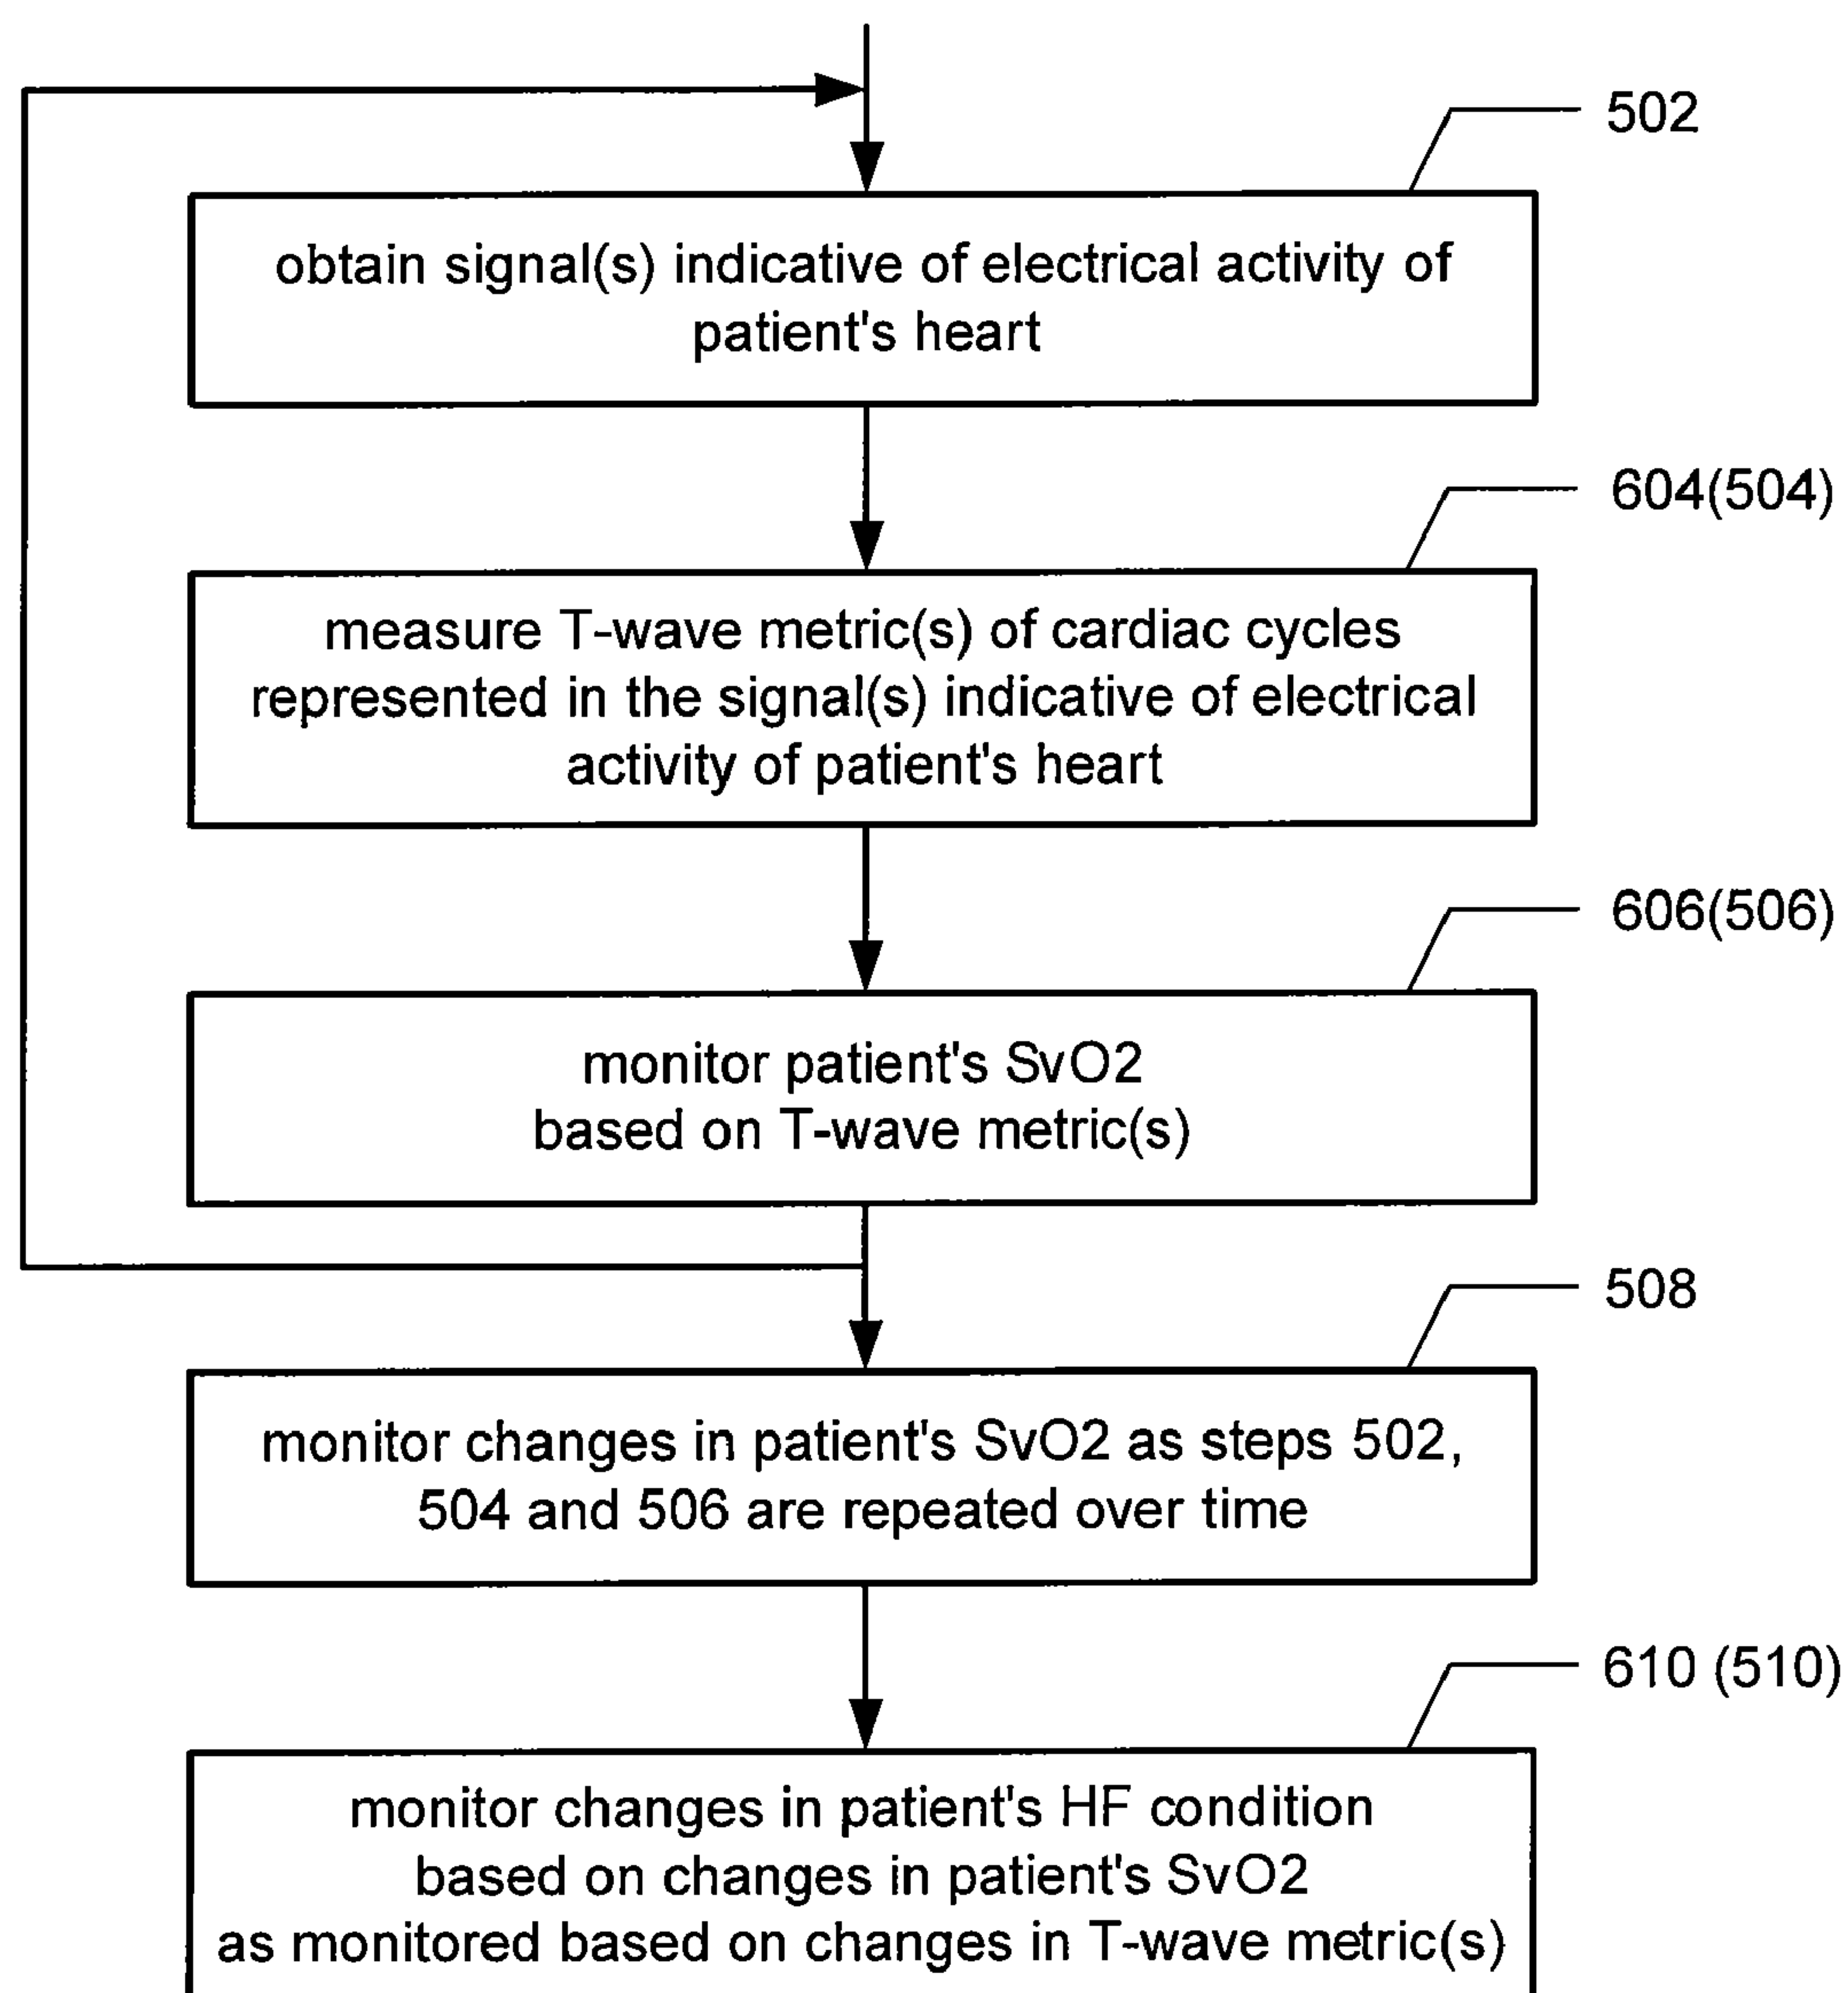 502
obtain signal(s) indicative of electrical activity of
patient's heart
604(504)
measure T-wave metric(s) of cardiac cycles
represented in the signal(s) indicative of electrical
activity of patient's heart
606(506)
monitor patient's SvO2
based on T-wave metric(s)
508
monitor changes in patient's SvO2 as steps 502,
504 and 506 are repeated over time
610 (510)
monitor changes in patient's HF condition
based on changes in patient's SvO2
as monitored based on changes in T-wave metric(s)